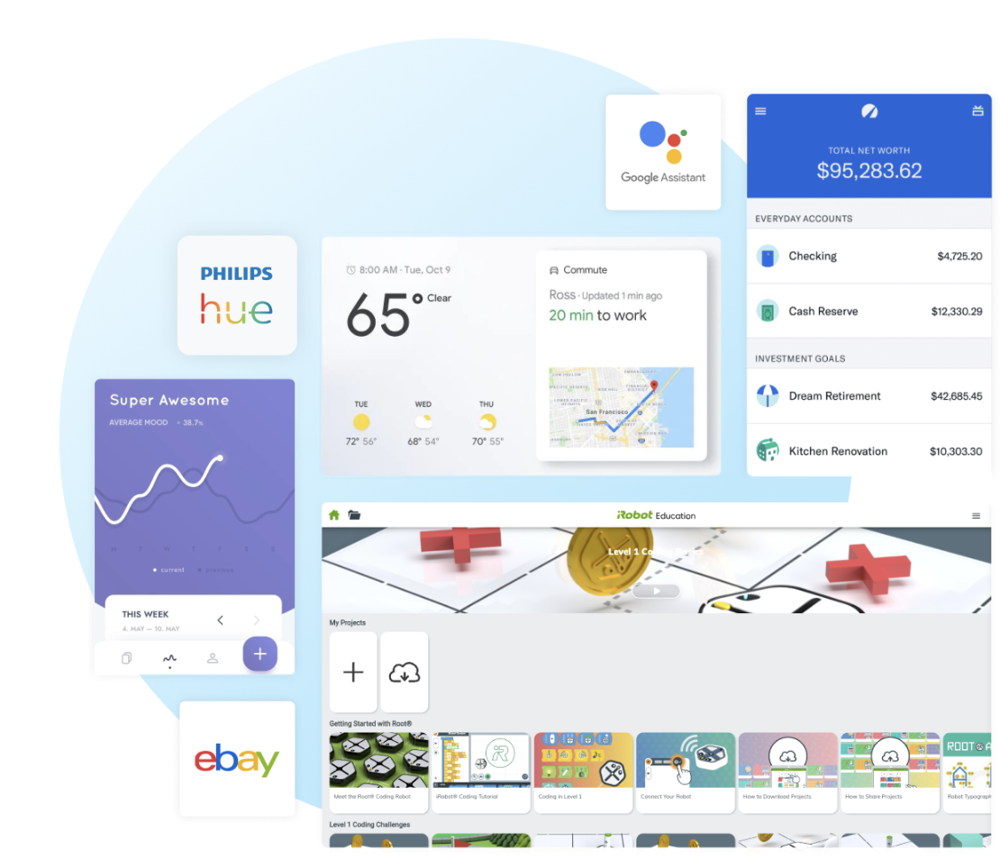 Google Assistant
TOTAL NET WORTH
$95,283.62
EVERYDAY ACCOUNTS
Checking $4,725.20
Cash Reserve $12,330.29
INVESTMENT GOALS
Dream Retirement $42,685.45
Kitchen Renovation $10,303.30
PHILIPS
hue
8:00 AM · Tue, Oct 9
65° Clear
TUE WED THU
72° 56° 68° 54° 70° 55°
Commute
Ross · Updated 1 min ago
20 min to work
San Francisco
Super Awesome
AVERAGE MOOD + 38.7%
M T W T F S S
current previous
THIS WEEK
4. MAY — 10. MAY
ebay
iRobot Education
Level 1
My Projects
Getting Started with Root®
iR
ROOT
Meet the Root® Coding Robot
iRobot® Coding Tutorial
Coding in Level 1
Connect Your Robot
How to Download Projects
How to Share Projects
Robot
Level 1 Coding Challenges